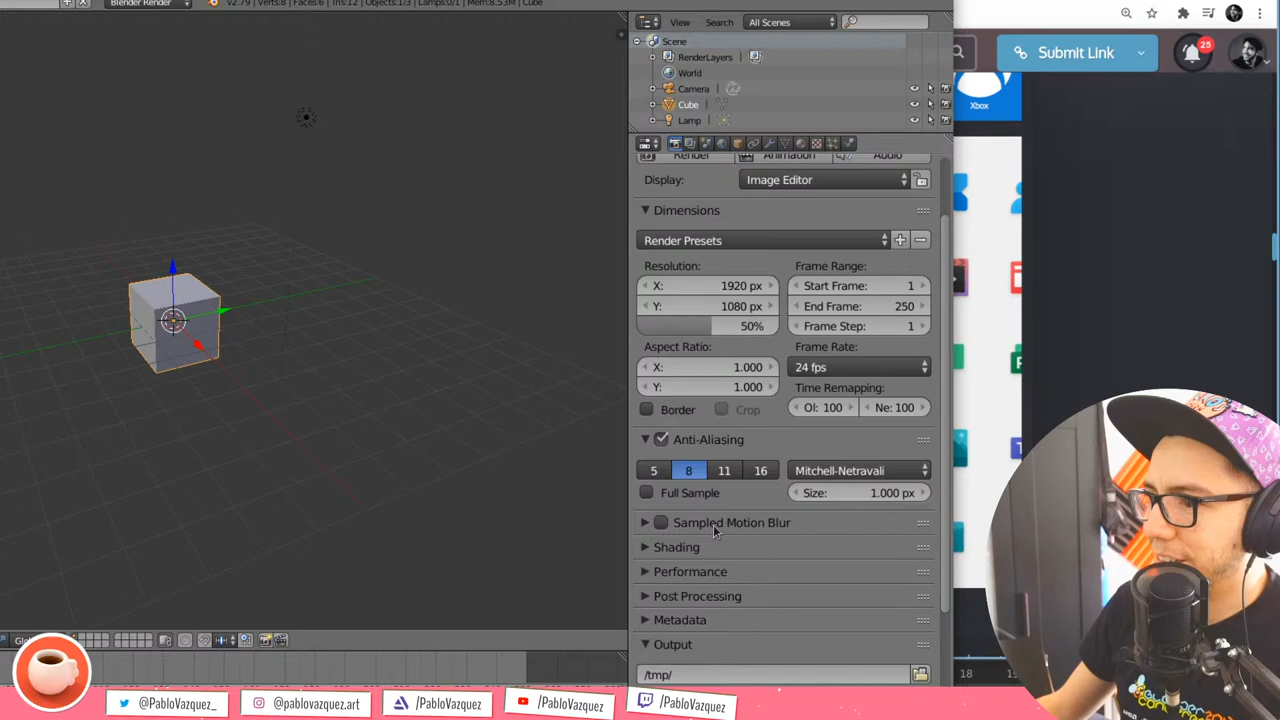 Blender Render
v2.79 | Verts:8 | Faces:6 | Tris:12 | Objects:1/3 | Lamps:0/1 | Mem:8.53M | Cube
View Search All Scenes
Scene
RenderLayers
World
Camera
Cube
Lamp
Render Animation Audio
Display: Image Editor
Dimensions
Render Presets
Resolution: Frame Range:
X: 1920 px Start Frame: 1
Y: 1080 px End Frame: 250
50% Frame Step: 1
Aspect Ratio: Frame Rate:
X: 1.000 24 fps
Y: 1.000 Time Remapping:
Border Crop Ol: 100 Ne: 100
Anti-Aliasing
5 8 11 16 Mitchell-Netravali
Full Sample Size: 1.000 px
Sampled Motion Blur
Shading
Performance
Post Processing
Metadata
Output
/tmp/
Submit Link
25
Xbox
18
@PabloVazquez_ @pablovazquez.art /PabloVazquez /PabloVazquez /PabloVazquez